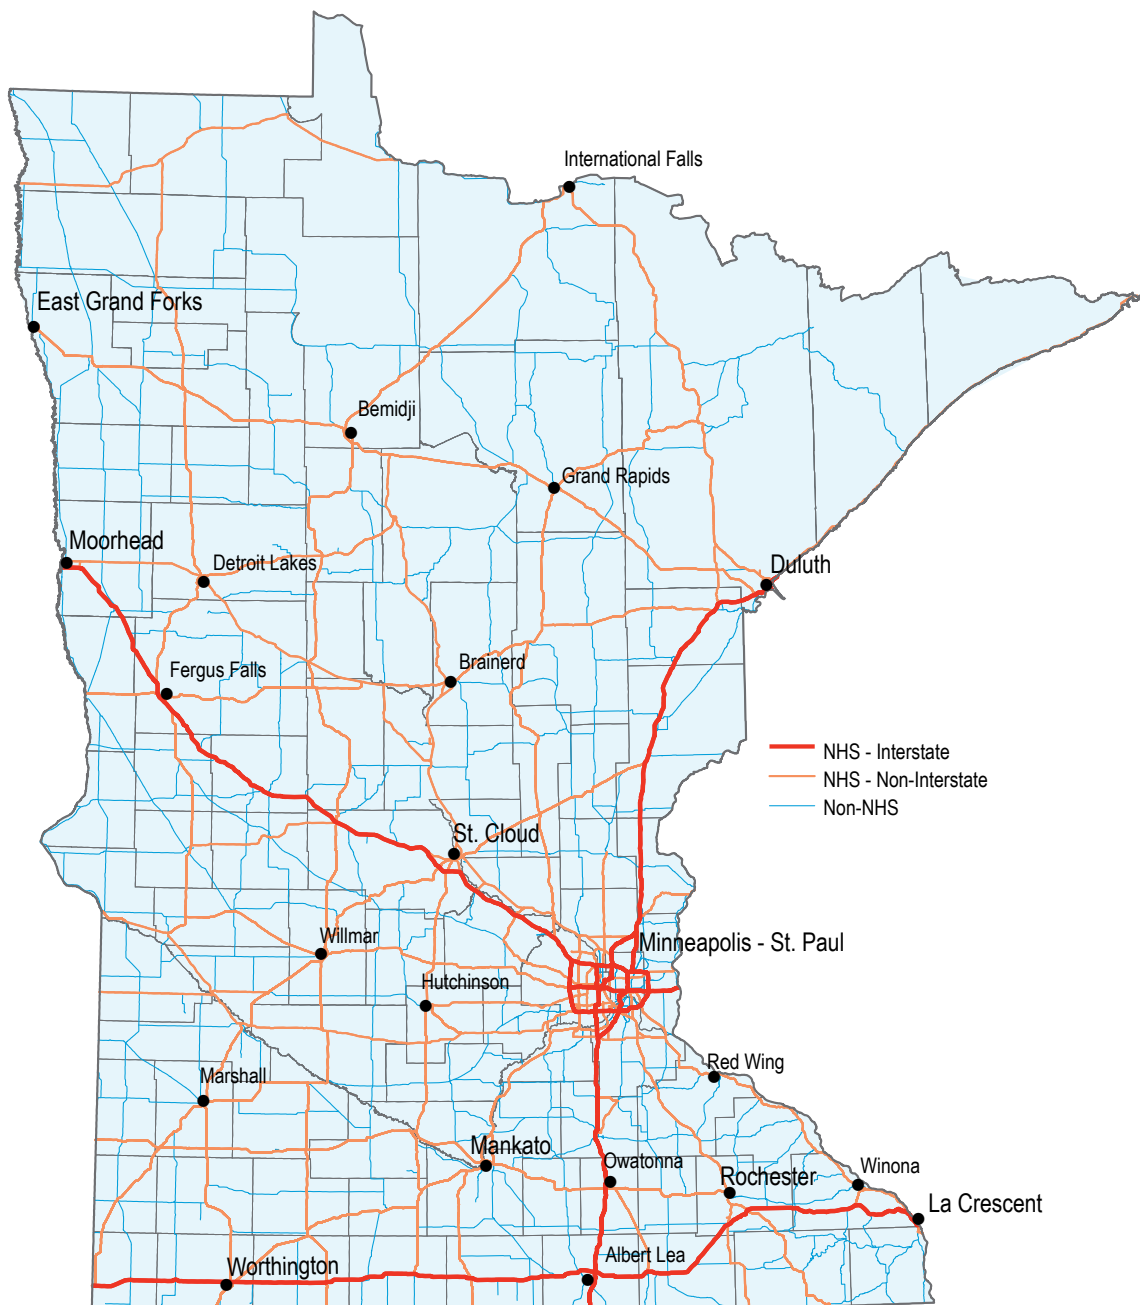 International Falls
East Grand Forks
Bemidji
Grand Rapids
Moorhead
Detroit Lakes
Duluth
Fergus Falls
Brainerd
NHS - Interstate
NHS - Non-Interstate
Non-NHS
St. Cloud
Willmar
Minneapolis - St. Paul
Hutchinson
Red Wing
Marshall
Mankato
Owatonna
Rochester
Winona
La Crescent
Worthington
Albert Lea